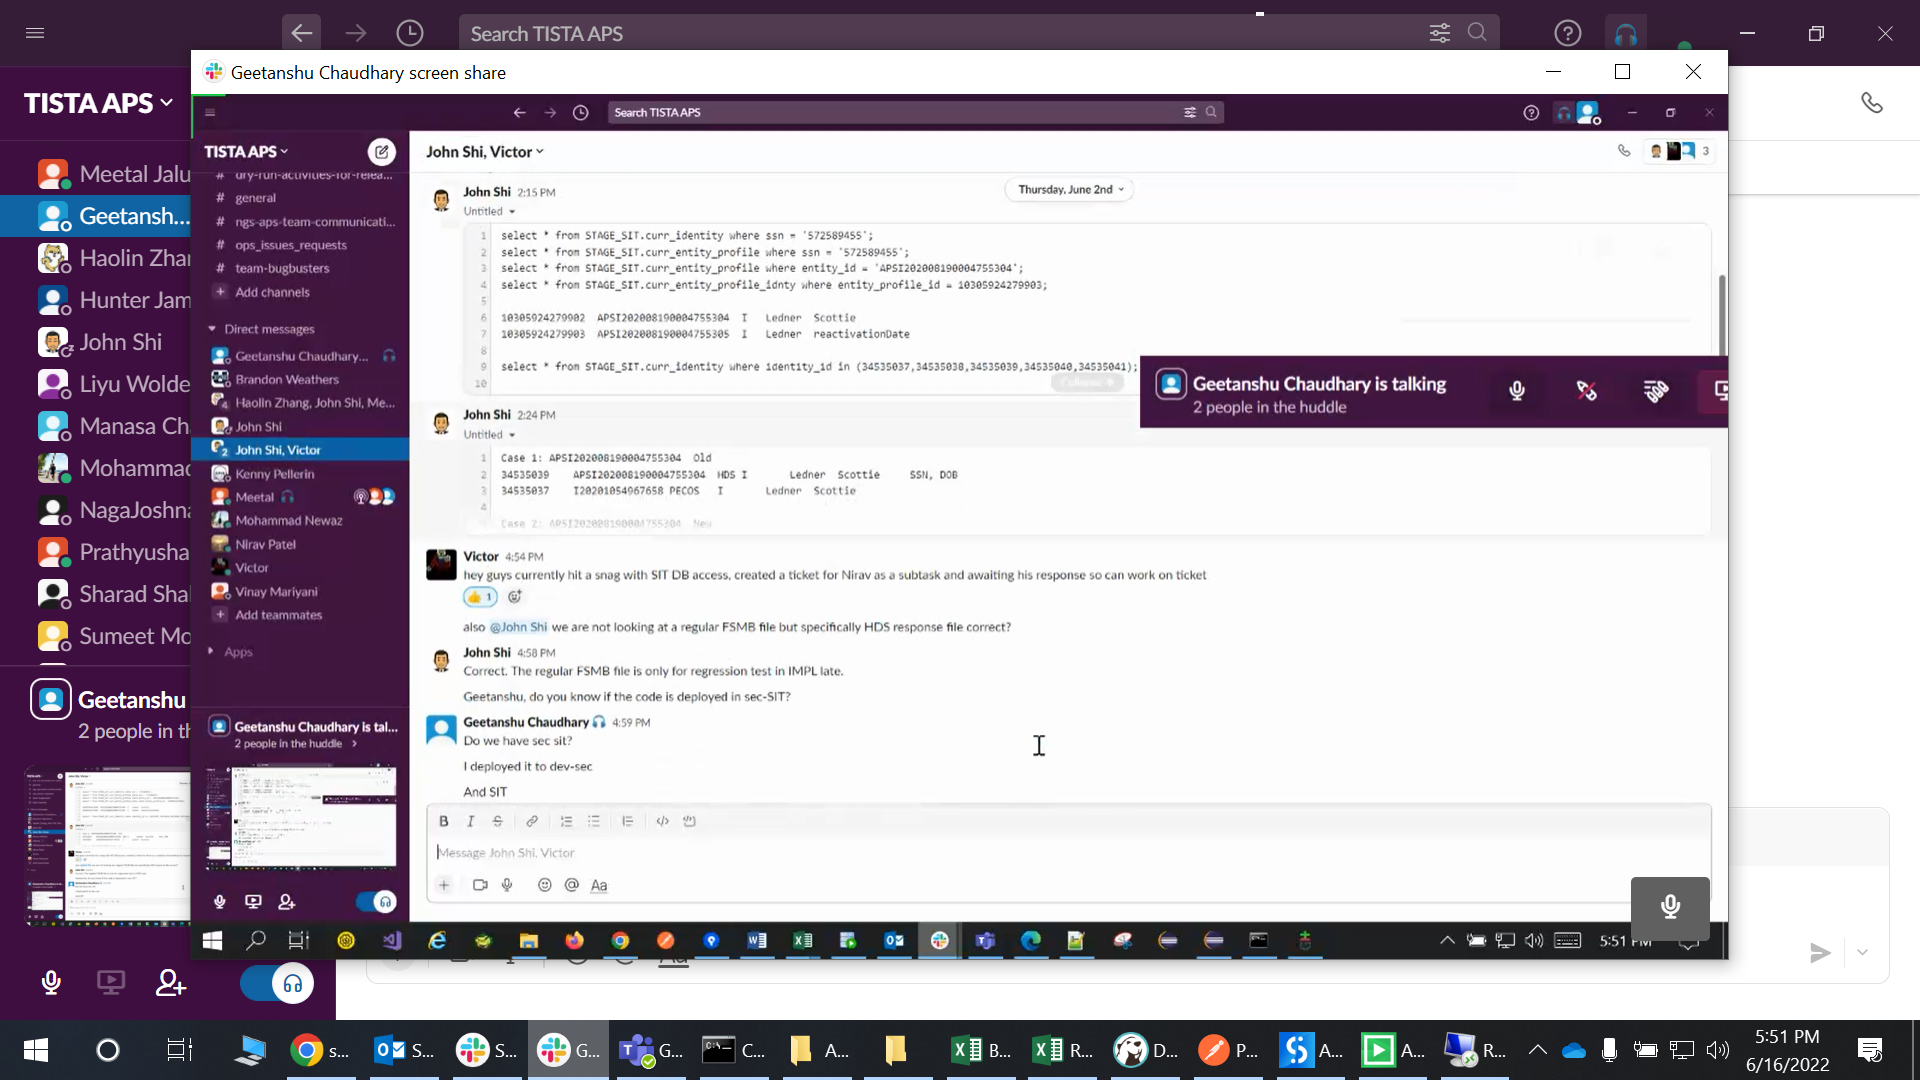 Search TISTA APS
Geetanshu Chaudhary screen share
TISTA APS
Meetal Jalu
Geetansh...
Haolin Zhar
Hunter Jam
John Shi
Liyu Wolde
Manasa Ch
Mohammad
NagaJoshna
Prathyusha
Sharad Shal
Sumeet Mo
Geetanshu
2 people in th
Search TISTA APS
TISTA APS
dry-run-activities-for-relea...
# general
# ngs-aps-team-communicati...
# ops_issues_requests
# team-bugbusters
+ Add channels
Direct messages
Geetanshu Chaudhary...
Brandon Weathers
Haolin Zhang, John Shi, Me...
John Shi
John Shi, Victor
Kenny Pellerin
Meetal
Mohammad Newaz
Nirav Patel
Victor
Vinay Mariyani
+ Add teammates
Apps
Geetanshu Chaudhary is tal...
2 people in the huddle
John Shi, Victor
3
Thursday, June 2nd
John Shi 2:15 PM
Untitled
1 select * from STAGE_SIT.curr_identity where ssn = '572589455';
2 select * from STAGE_SIT.curr_entity_profile where ssn = '572589455';
3 select * from STAGE_SIT.curr_entity_profile where entity_id = 'APSI202008190004755304';
4 select * from STAGE_SIT.curr_entity_profile_idnty where entity_profile_id = 10305924279903;
5
6 10305924279902 APSI202008190004755304 I Ledner Scottie
7 10305924279903 APSI202008190004755305 I Ledner reactivationDate
8
9 select * from STAGE_SIT.curr_identity where identity_id in (34535037,34535038,34535039,34535040,34535041);
10
Collapse
Geetanshu Chaudhary is talking
2 people in the huddle
John Shi 2:24 PM
Untitled
1 Case 1: APSI202008190004755304 Old
2 34535039 APSI202008190004755304 HDS I Ledner Scottie SSN, DOB
3 34535037 I20201054967658 PECOS I Ledner Scottie
4
Case 2: APSI202008190004755304 New
Victor 4:54 PM
hey guys currently hit a snag with SIT DB access, created a ticket for Nirav as a subtask and awaiting his response so can work on ticket
1
also @John Shi we are not looking at a regular FSMB file but specifically HDS response file correct?
John Shi 4:58 PM
Correct. The regular FSMB file is only for regression test in IMPL late.
Geetanshu, do you know if the code is deployed in sec-SIT?
Geetanshu Chaudhary 4:59 PM
Do we have sec sit?
I deployed it to dev-sec
And SIT
Message John Shi, Victor
Aa
5:51 PM
s... S... S... G... G... C... A... B... R... D... P... A... A... R...
5:51 PM
6/16/2022